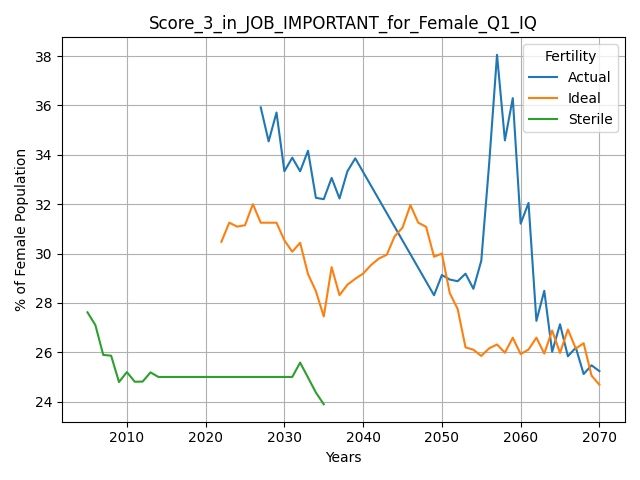 Score_3_in_JOB_IMPORTANT_for_Female_Q1_IQ
Fertility
Actual
Ideal
Sterile
% of Female Population
38
36
34
32
30
28
26
24
2010 2020 2030 2040 2050 2060 2070
Years